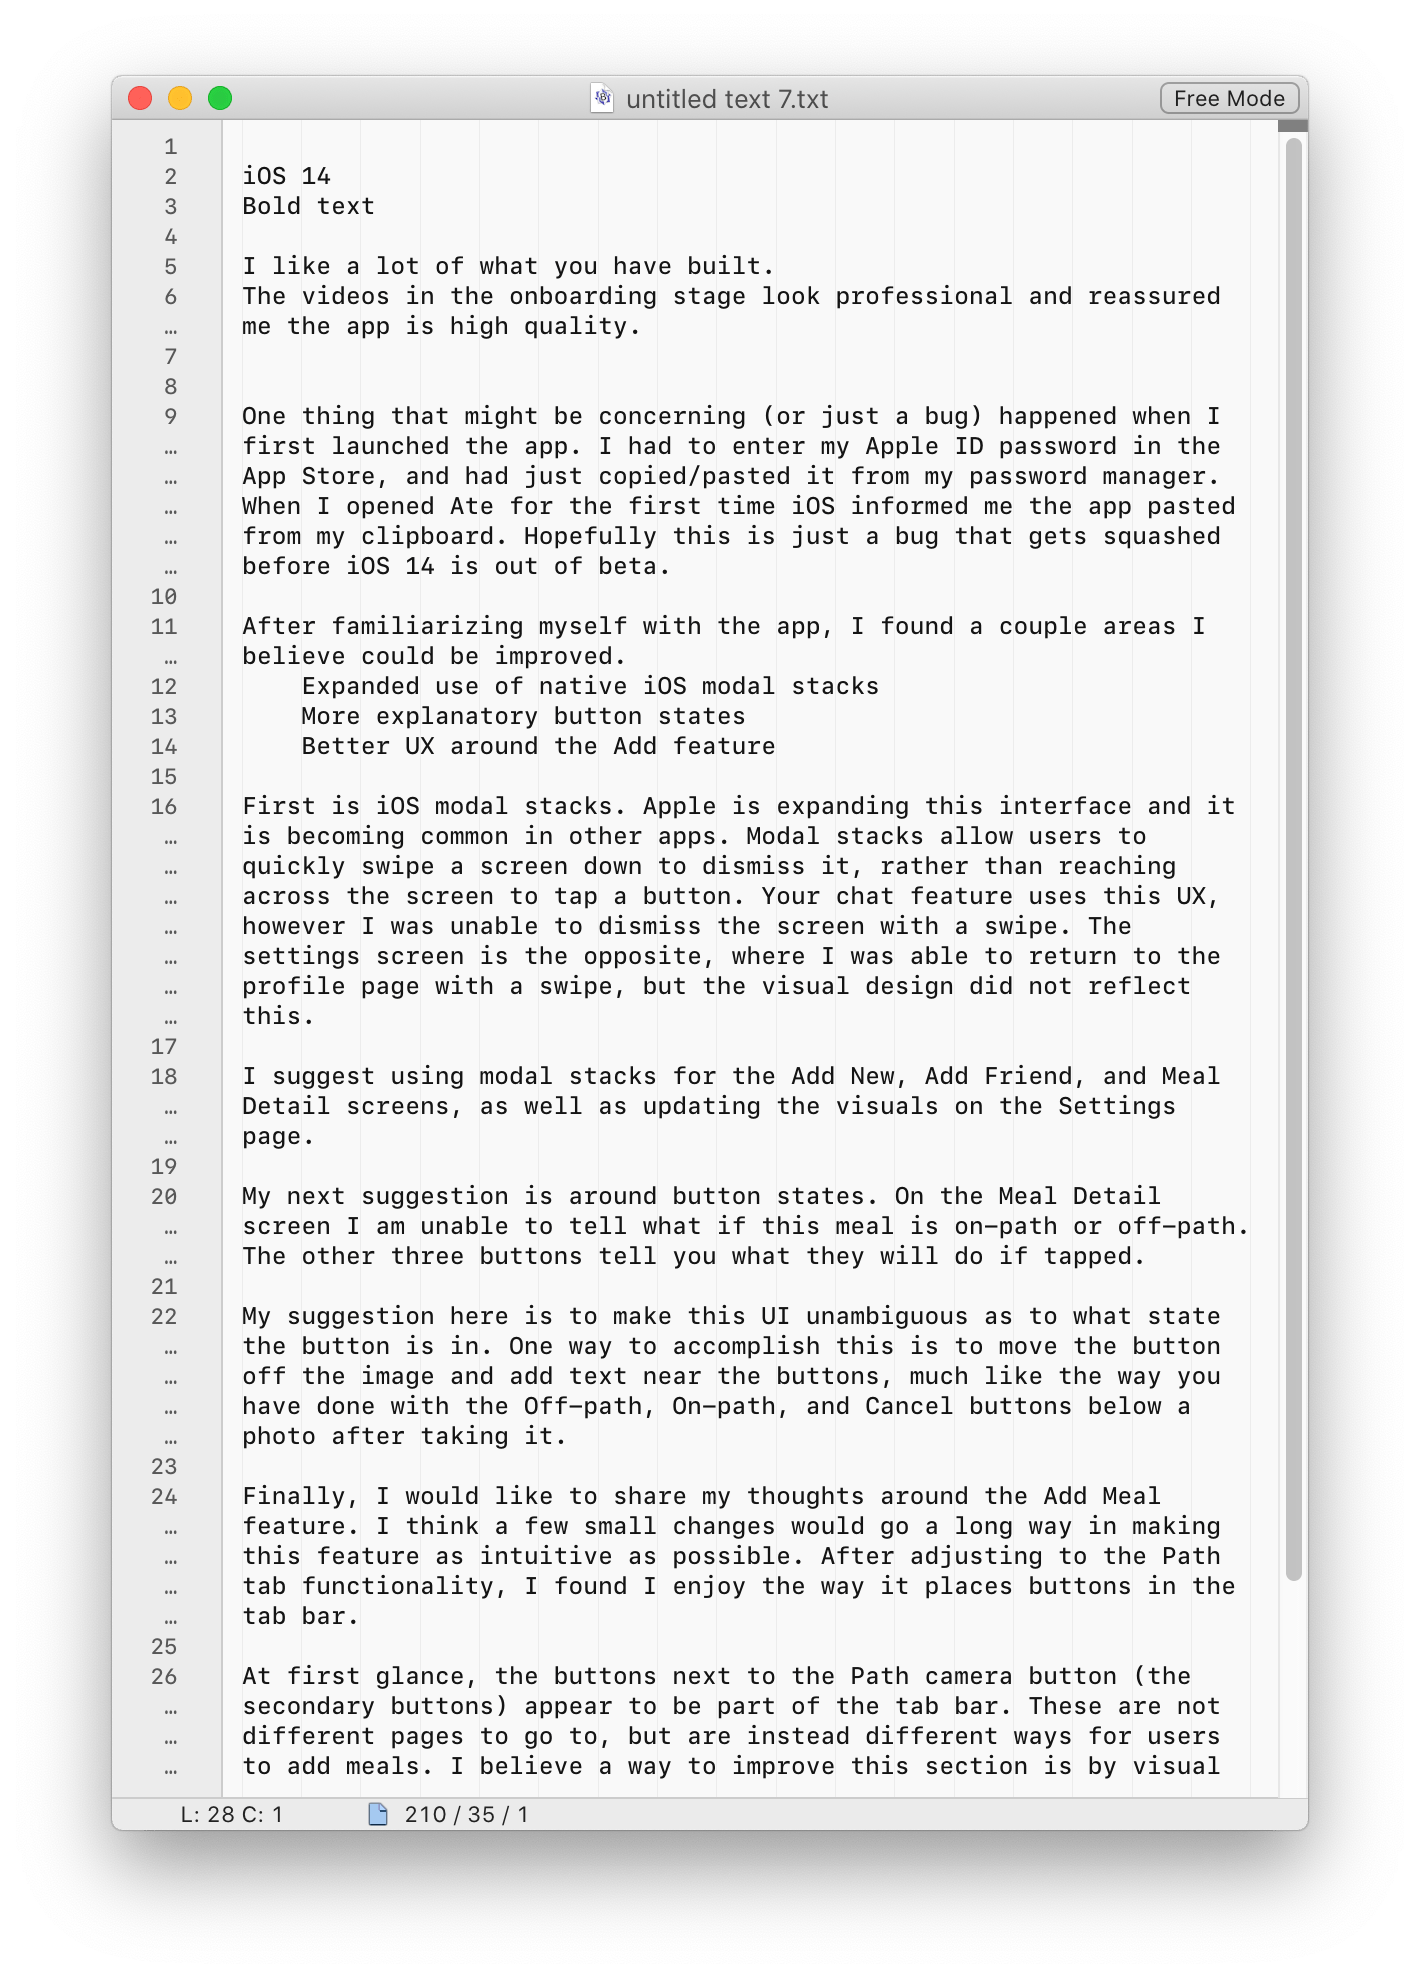 untitled text 7.txt
Free Mode
1
2 iOS 14
3 Bold text
4
5 I like a lot of what you have built.
6 The videos in the onboarding stage look professional and reassured
… me the app is high quality.
7
8
9 One thing that might be concerning (or just a bug) happened when I
… first launched the app. I had to enter my Apple ID password in the
… App Store, and had just copied/pasted it from my password manager.
… When I opened Ate for the first time iOS informed me the app pasted
… from my clipboard. Hopefully this is just a bug that gets squashed
… before iOS 14 is out of beta.
10
11 After familiarizing myself with the app, I found a couple areas I
… believe could be improved.
12 Expanded use of native iOS modal stacks
13 More explanatory button states
14 Better UX around the Add feature
15
16 First is iOS modal stacks. Apple is expanding this interface and it
… is becoming common in other apps. Modal stacks allow users to
… quickly swipe a screen down to dismiss it, rather than reaching
… across the screen to tap a button. Your chat feature uses this UX,
… however I was unable to dismiss the screen with a swipe. The
… settings screen is the opposite, where I was able to return to the
… profile page with a swipe, but the visual design did not reflect
… this.
17
18 I suggest using modal stacks for the Add New, Add Friend, and Meal
… Detail screens, as well as updating the visuals on the Settings
… page.
19
20 My next suggestion is around button states. On the Meal Detail
… screen I am unable to tell what if this meal is on-path or off-path.
… The other three buttons tell you what they will do if tapped.
21
22 My suggestion here is to make this UI unambiguous as to what state
… the button is in. One way to accomplish this is to move the button
… off the image and add text near the buttons, much like the way you
… have done with the Off-path, On-path, and Cancel buttons below a
… photo after taking it.
23
24 Finally, I would like to share my thoughts around the Add Meal
… feature. I think a few small changes would go a long way in making
… this feature as intuitive as possible. After adjusting to the Path
… tab functionality, I found I enjoy the way it places buttons in the
… tab bar.
25
26 At first glance, the buttons next to the Path camera button (the
… secondary buttons) appear to be part of the tab bar. These are not
… different pages to go to, but are instead different ways for users
… to add meals. I believe a way to improve this section is by visual
L: 28 C: 1 210 / 35 / 1